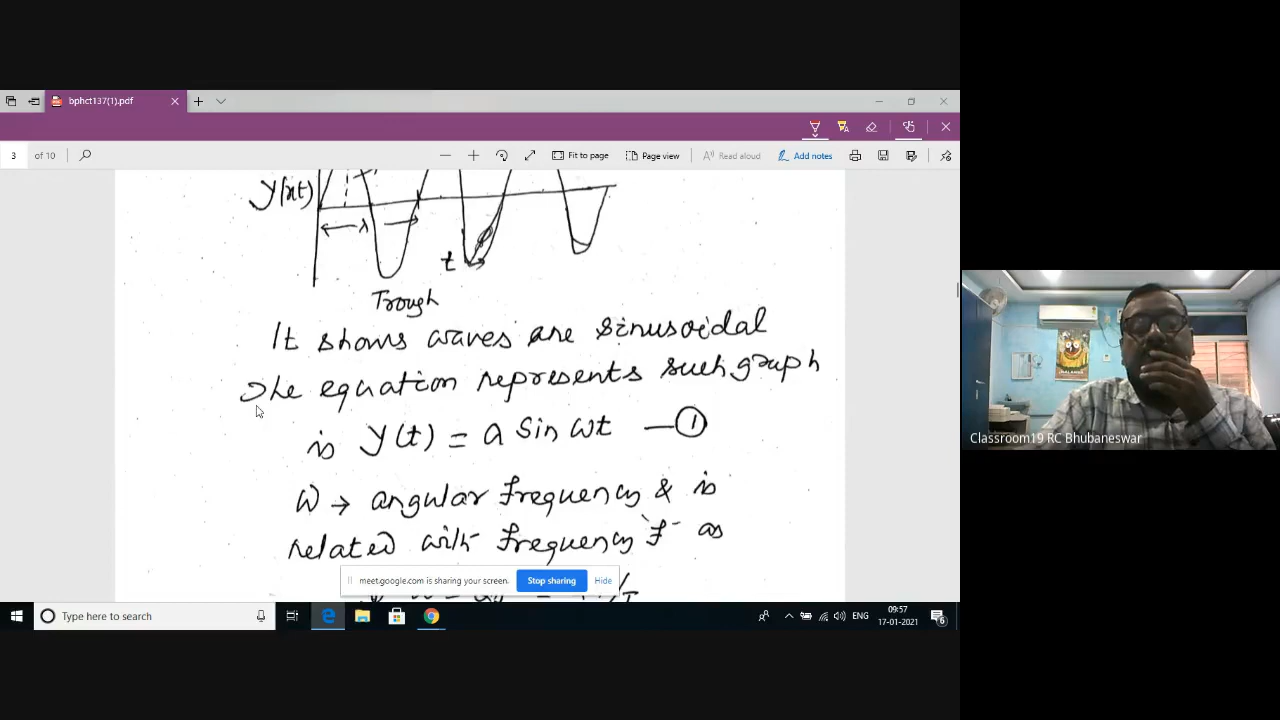 bphct137(1).pdf
3 of 10
Fit to page
Page view
Read aloud
Add notes
y(xt)
λ
t
Trough
It shows waves are sinusoidal
The equation represents such graph
is y(t) = a Sin ωt — ①
ω → angular frequency & is
related with frequency 'f' as
meet.google.com is sharing your screen.
Stop sharing
Hide
Classroom19 RC Bhubaneswar
Type here to search
ENG
09:57
17-01-2021
6